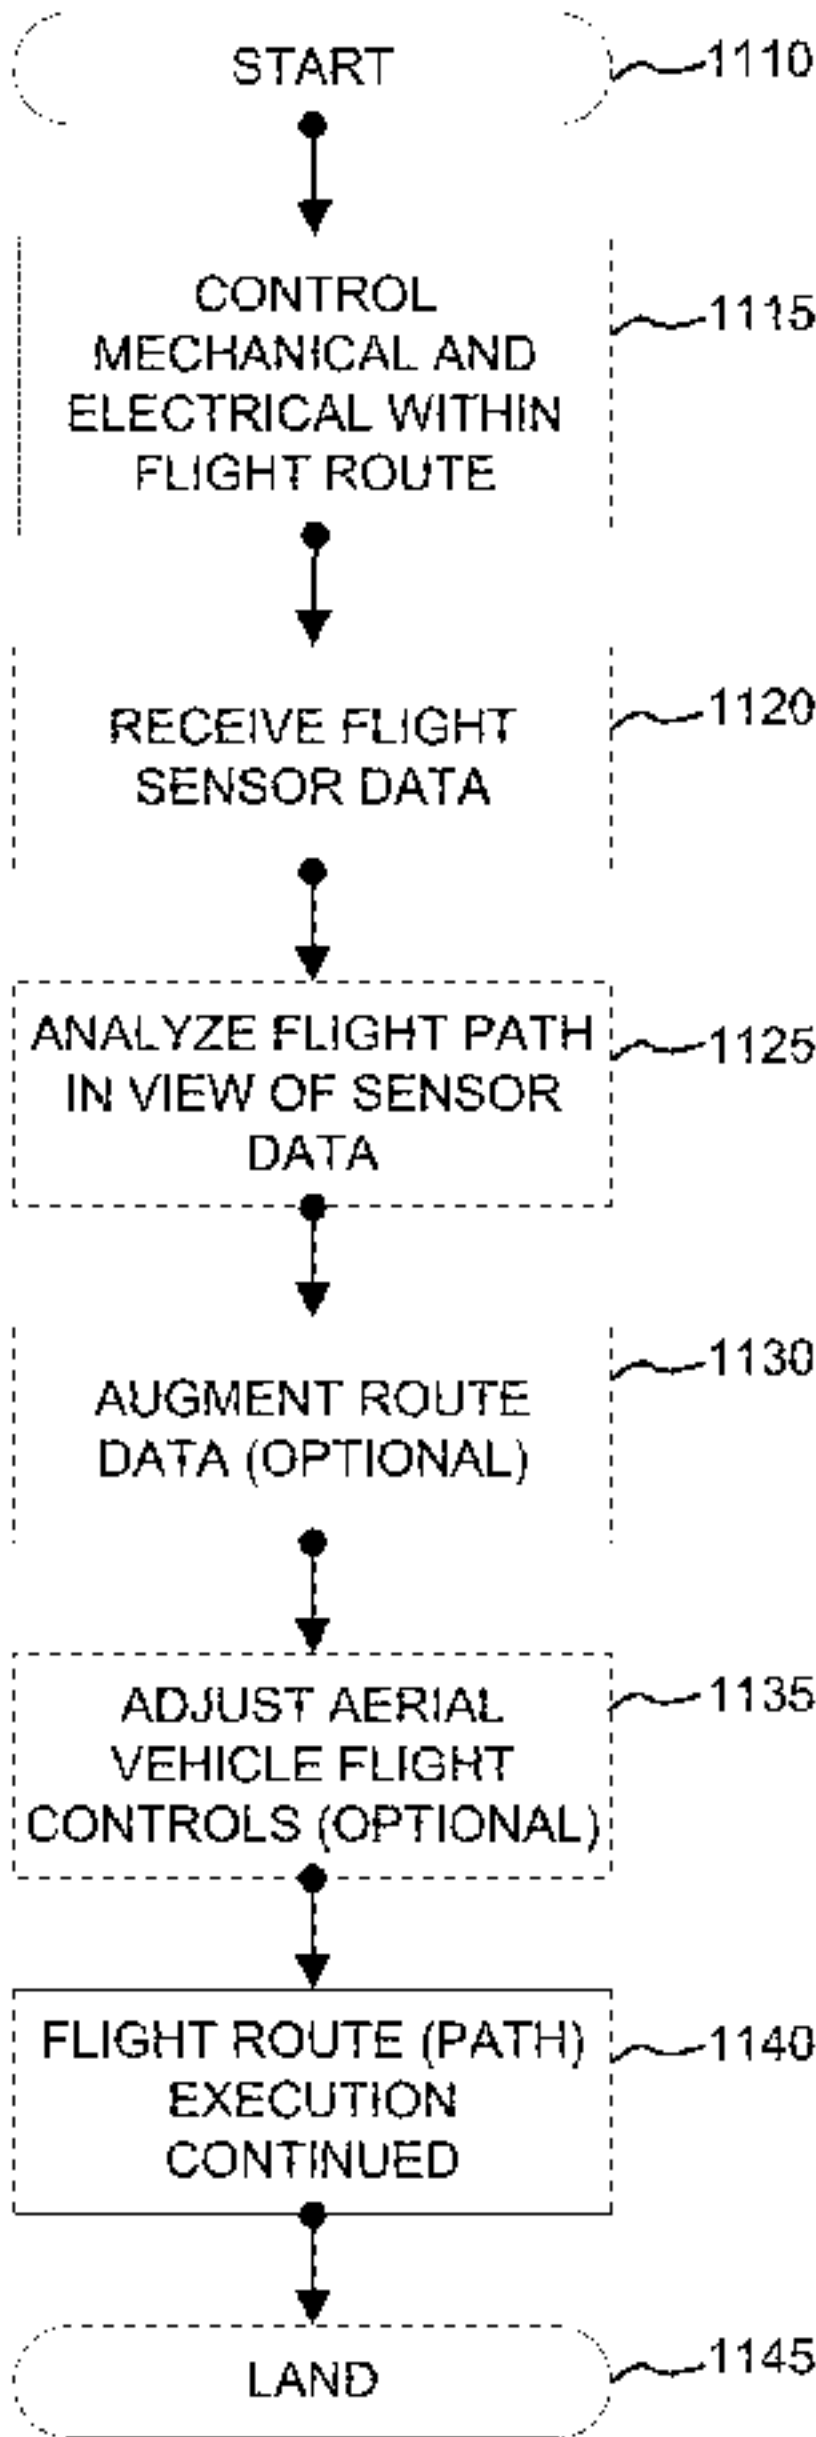 START
1110
CONTROL
MECHANICAL AND
ELECTRICAL WITHIN
FLIGHT ROUTE
1115
RECEIVE FLIGHT
SENSOR DATA
1120
ANALYZE FLIGHT PATH
IN VIEW OF SENSOR
DATA
1125
AUGMENT ROUTE
DATA (OPTIONAL)
1130
ADJUST AERIAL
VEHICLE FLIGHT
CONTROLS (OPTIONAL)
1135
FLIGHT ROUTE (PATH)
EXECUTION
CONTINUED
1140
LAND
1145